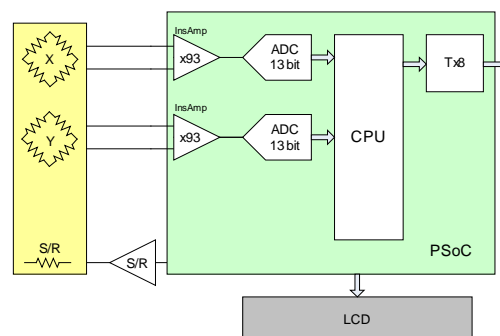 InsAmp
X
x93
ADC
13 bit
Tx8
InsAmp
Y
x93
ADC
13 bit
CPU
S/R
S/R
PSoC
LCD